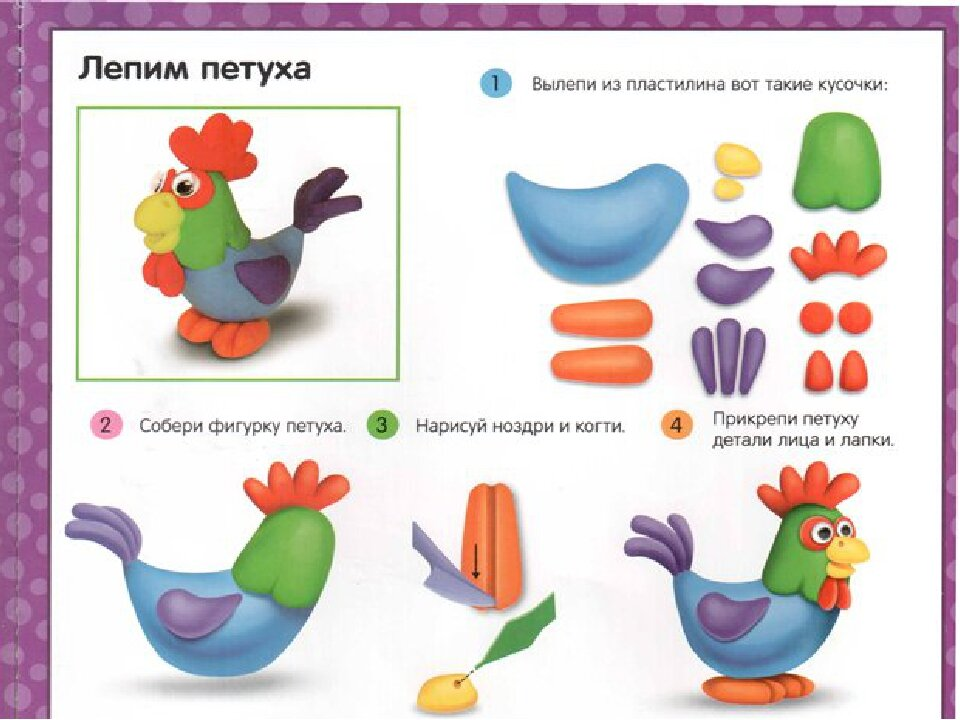 Лепим петуха
1 Вылепи из пластилина вот такие кусочки:
2 Собери фигурку петуха.
3 Нарисуй ноздри и когти.
4 Прикрепи петуху
детали лица и лапки.